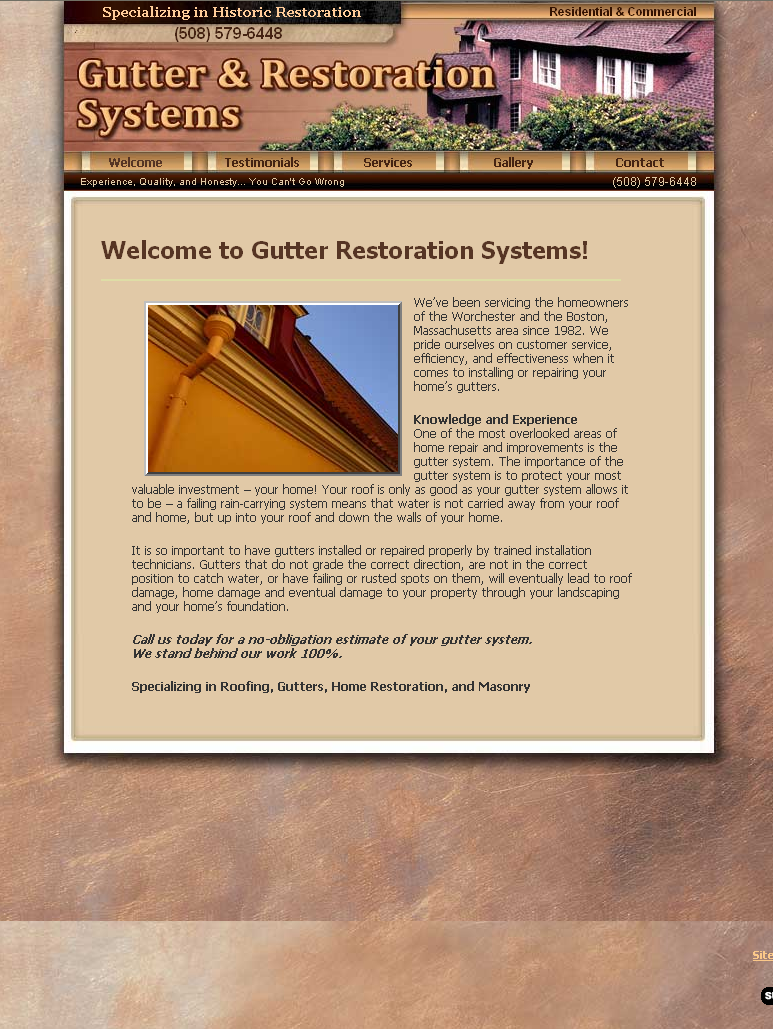 Specializing in Historic Restoration
Residential & Commercial
(508) 579-6448
Gutter & Restoration
Systems
Welcome
Testimonials
Services
Gallery
Contact
Experience, Quality, and Honesty... You Can't Go Wrong
(508) 579-6448
Welcome to Gutter Restoration Systems!
We've been servicing the homeowners
of the Worchester and the Boston,
Massachusetts area since 1982. We
pride ourselves on customer service,
efficiency, and effectiveness when it
comes to installing or repairing your
home's gutters.
Knowledge and Experience
One of the most overlooked areas of
home repair and improvements is the
gutter system. The importance of the
gutter system is to protect your most
valuable investment – your home! Your roof is only as good as your gutter system allows it
to be – a failing rain-carrying system means that water is not carried away from your roof
and home, but up into your roof and down the walls of your home.
It is so important to have gutters installed or repaired properly by trained installation
technicians. Gutters that do not grade the correct direction, are not in the correct
position to catch water, or have failing or rusted spots on them, will eventually lead to roof
damage, home damage and eventual damage to your property through your landscaping
and your home's foundation.
Call us today for a no-obligation estimate of your gutter system.
We stand behind our work 100%.
Specializing in Roofing, Gutters, Home Restoration, and Masonry
Site